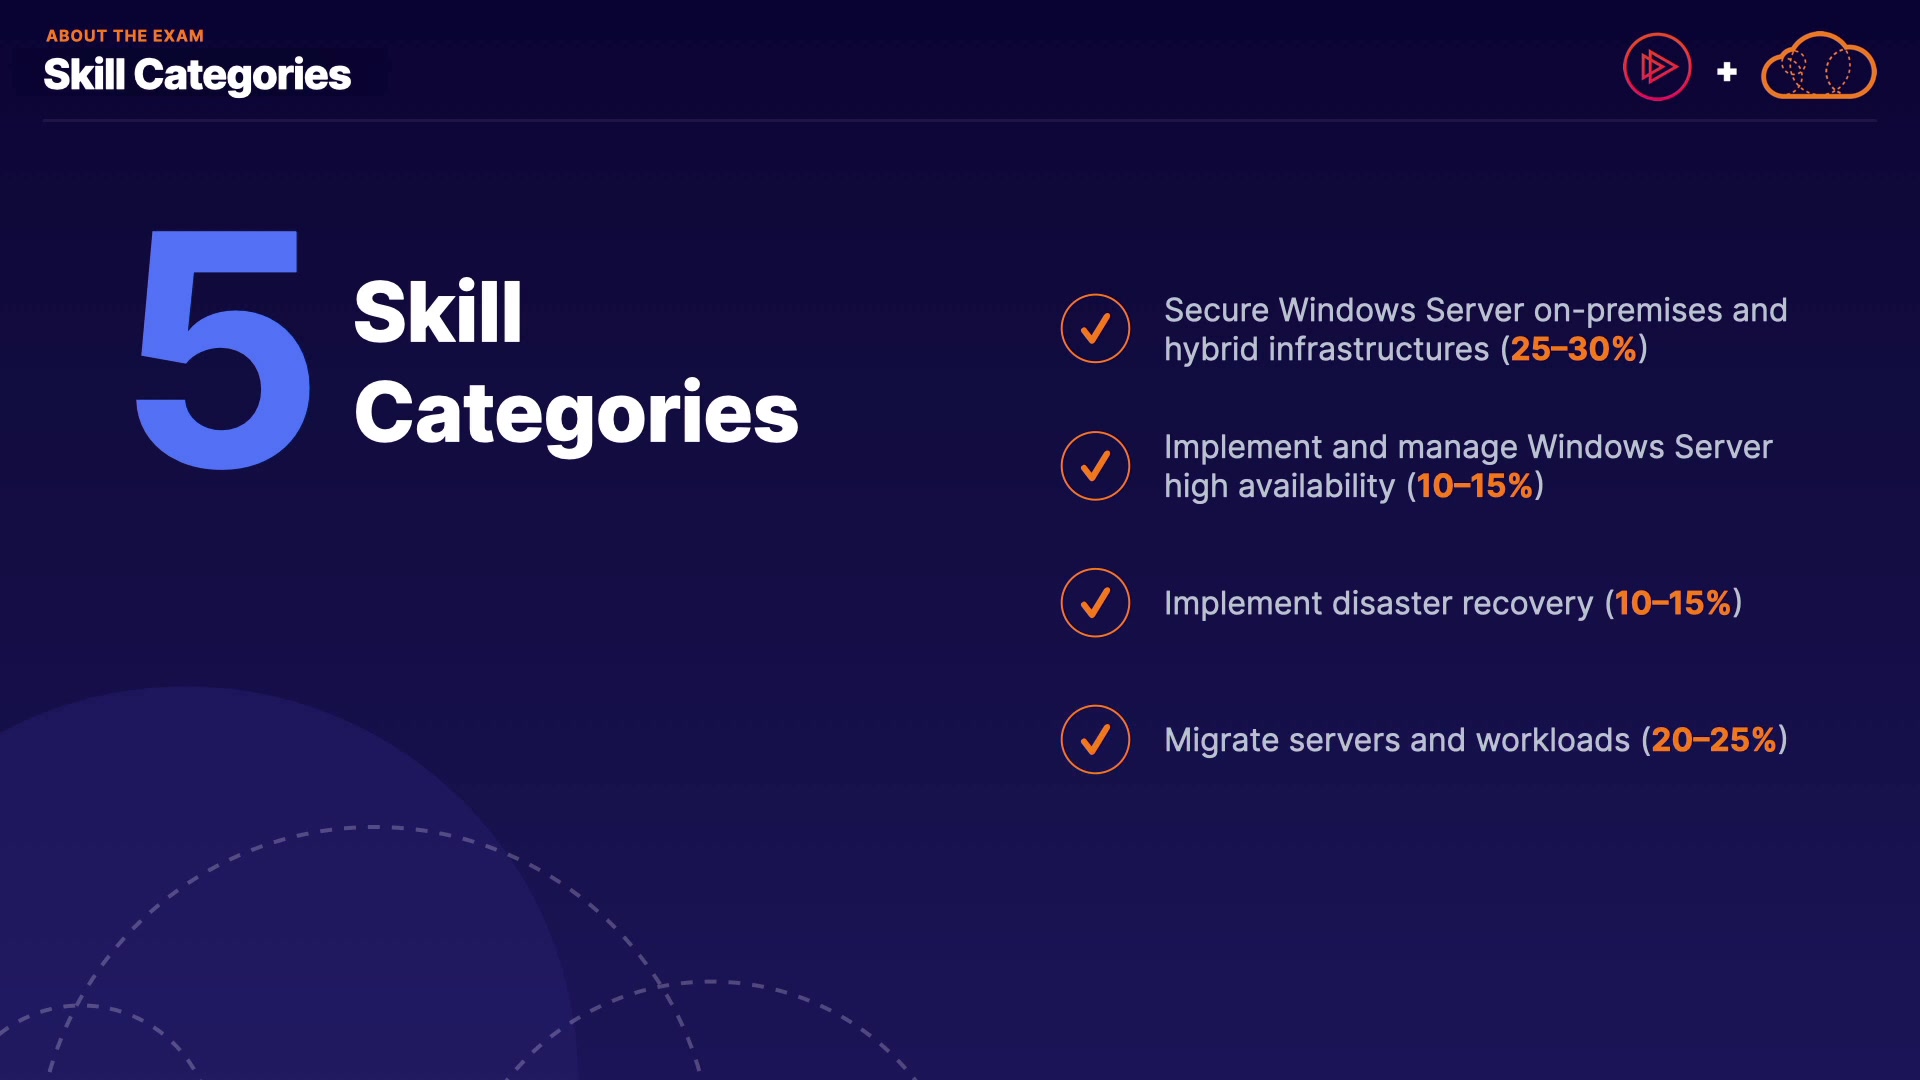 ABOUT THE EXAM
Skill Categories
+
5
Skill
Categories
Secure Windows Server on-premises and
hybrid infrastructures (25–30%)
Implement and manage Windows Server
high availability (10–15%)
Implement disaster recovery (10–15%)
Migrate servers and workloads (20–25%)